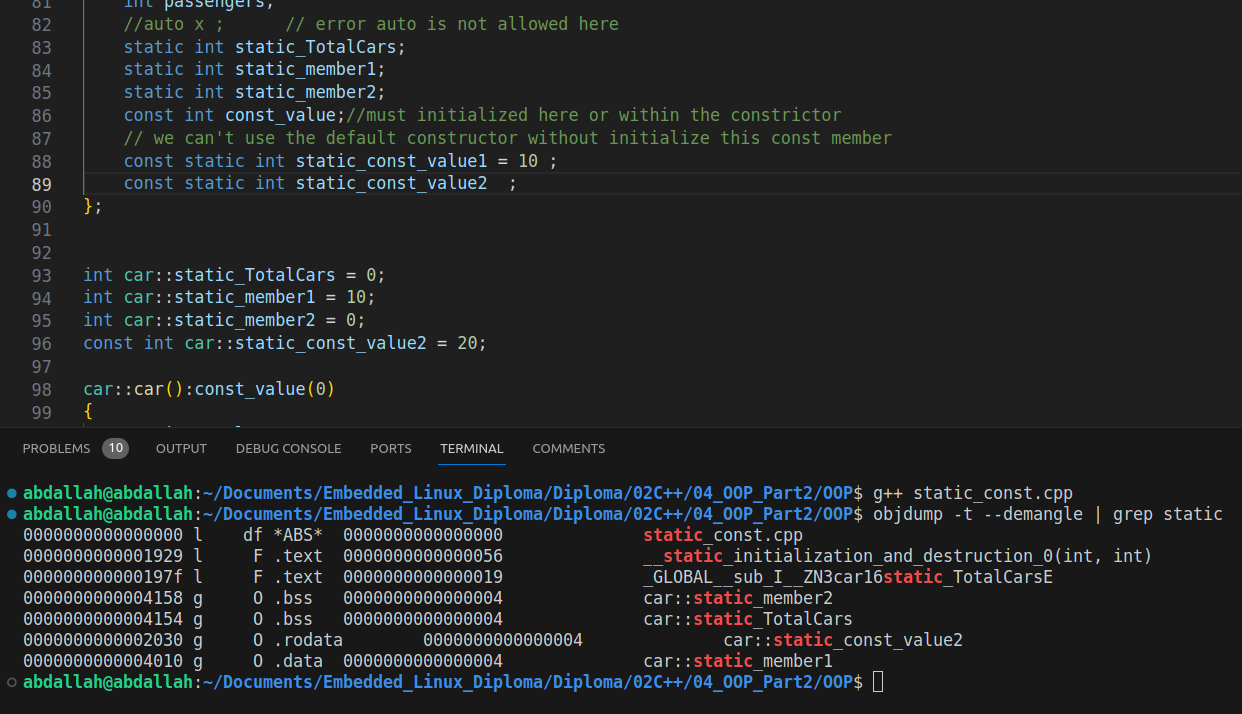 81 int passengers;
82 //auto x ; // error auto is not allowed here
83 static int static_TotalCars;
84 static int static_member1;
85 static int static_member2;
86 const int const_value;//must initialized here or within the constrictor
87 // we can't use the default constructor without initialize this const member
88 const static int static_const_value1 = 10 ;
89 const static int static_const_value2 ;
90 };
91
92
93 int car::static_TotalCars = 0;
94 int car::static_member1 = 10;
95 int car::static_member2 = 0;
96 const int car::static_const_value2 = 20;
97
98 car::car():const_value(0)
99 {
PROBLEMS 10 OUTPUT DEBUG CONSOLE PORTS TERMINAL COMMENTS
abdallah@abdallah:~/Documents/Embedded_Linux_Diploma/Diploma/02C++/04_OOP_Part2/OOP$ g++ static_const.cpp
abdallah@abdallah:~/Documents/Embedded_Linux_Diploma/Diploma/02C++/04_OOP_Part2/OOP$ objdump -t --demangle | grep static
0000000000000000 l df *ABS* 0000000000000000 static_const.cpp
0000000000001929 l F .text 0000000000000056 __static_initialization_and_destruction_0(int, int)
000000000000197f l F .text 0000000000000019 _GLOBAL__sub_I__ZN3car16static_TotalCarsE
0000000000004158 g O .bss 0000000000000004 car::static_member2
0000000000004154 g O .bss 0000000000000004 car::static_TotalCars
0000000000002030 g O .rodata 0000000000000004 car::static_const_value2
0000000000004010 g O .data 0000000000000004 car::static_member1
abdallah@abdallah:~/Documents/Embedded_Linux_Diploma/Diploma/02C++/04_OOP_Part2/OOP$